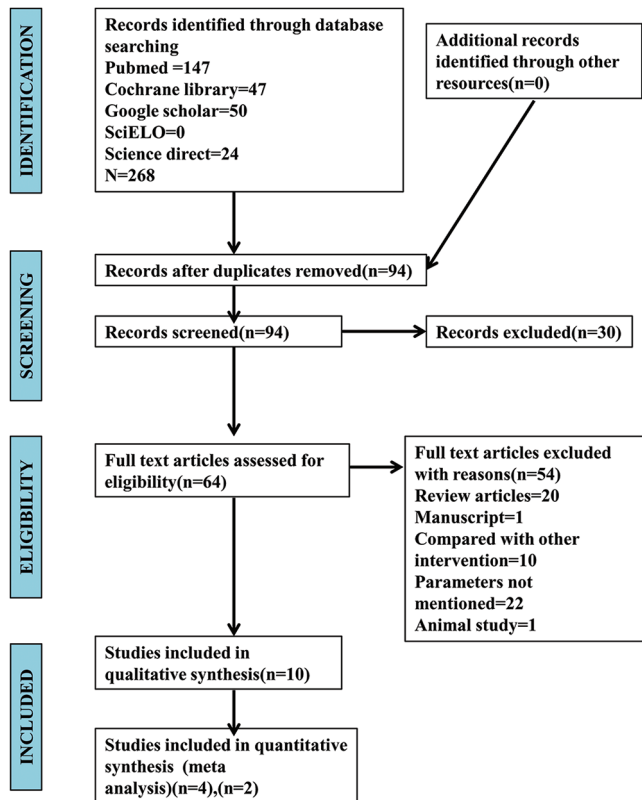 IDENTIFICATION
Records identified through database
searching
Pubmed =147
Cochrane library=47
Google scholar=50
SciELO=0
Science direct=24
N=268
Additional records
identified through other
resources(n=0)
SCREENING
Records after duplicates removed(n=94)
Records screened(n=94)
Records excluded(n=30)
ELIGIBILITY
Full text articles assessed for
eligibility(n=64)
Full text articles excluded
with reasons(n=54)
Review articles=20
Manuscript=1
Compared with other
intervention=10
Parameters not
mentioned=22
Animal study=1
INCLUDED
Studies included in
qualitative synthesis(n=10)
Studies included in quantitative
synthesis (meta
analysis)(n=4),(n=2)